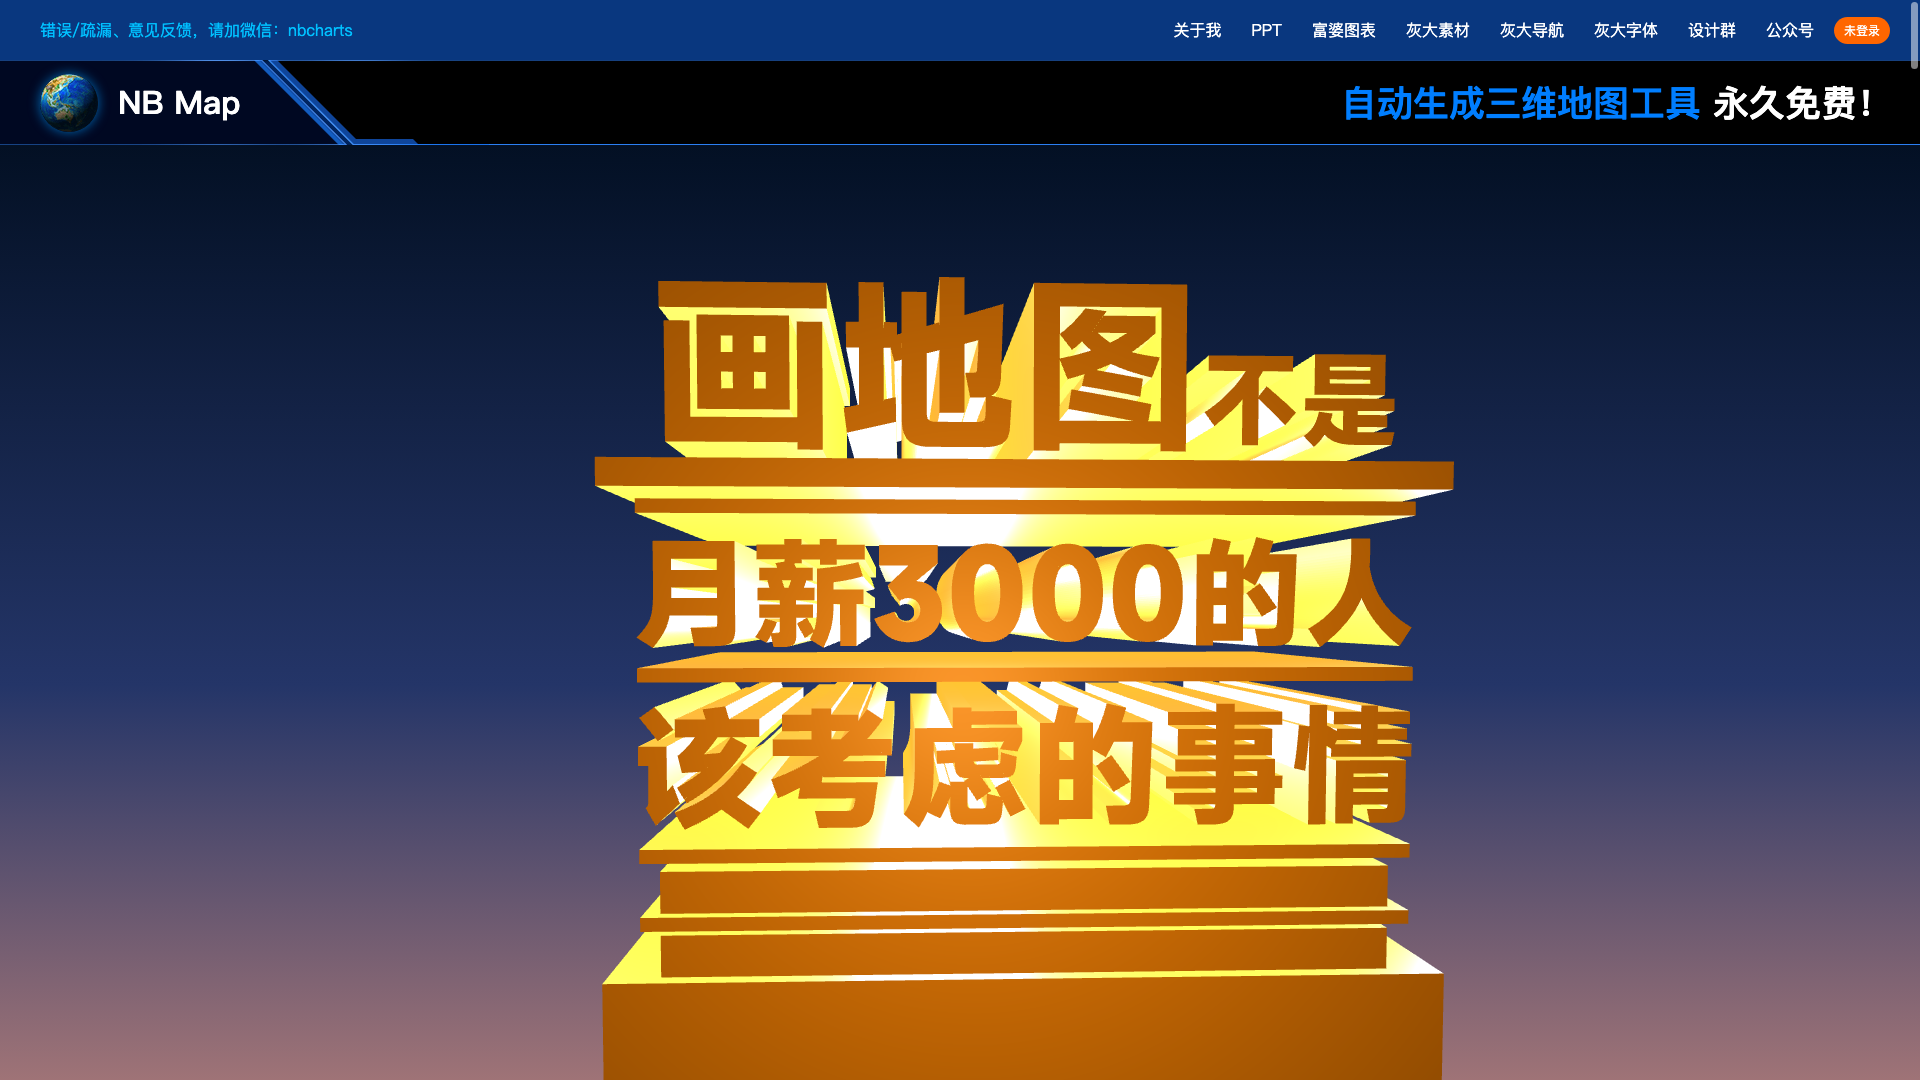 错误/疏漏、意见反馈，请加微信：nbcharts
关于我 PPT 富婆图表 灰大素材 灰大导航 灰大字体 设计群 公众号 未登录
NB Map
自动生成三维地图工具 永久免费！
画地图不是
月薪3000的人
该考虑的事情